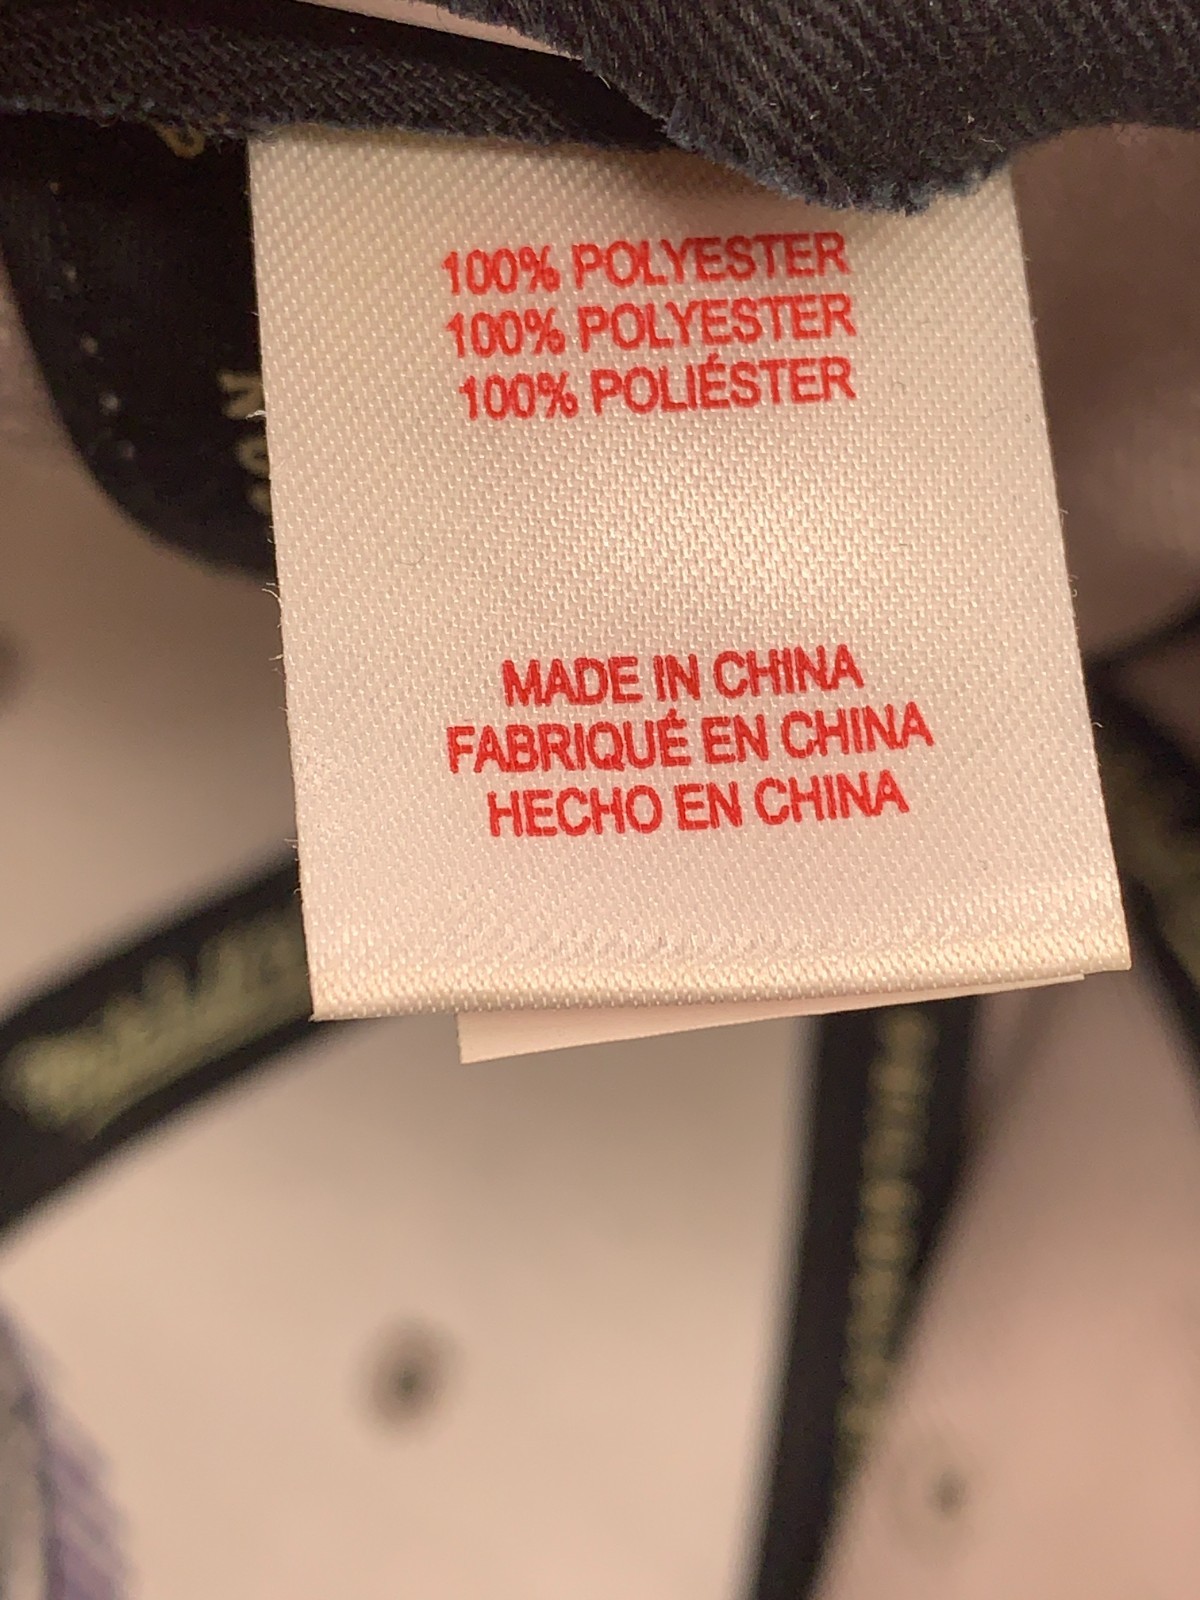 100% POLYESTER
100% POLYESTER
100% POLIÉSTER
MADE IN CHINA
FABRIQUÉ EN CHINA
HECHO EN CHINA